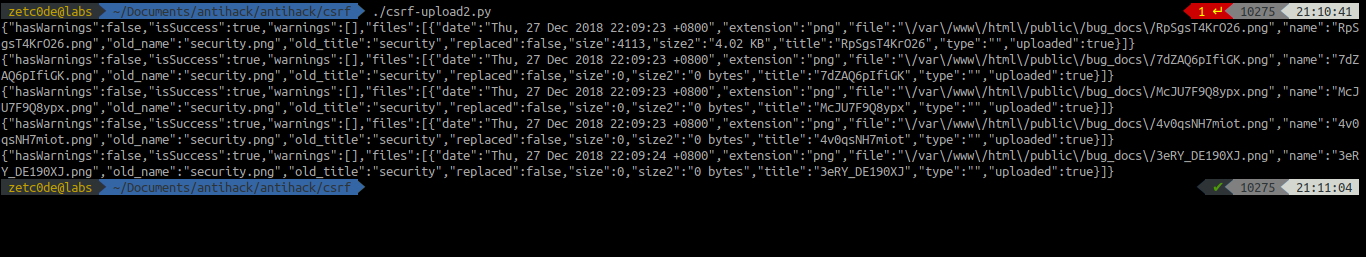 zetc0de@labs ~/Documents/antihack/antihack/csrf ./csrf-upload2.py 1 ↵ 10275 21:10:41
{"hasWarnings":false,"isSuccess":true,"warnings":[],"files":[{"date":"Thu, 27 Dec 2018 22:09:23 +0800","extension":"png","file":"\/var\/www\/html\/public\/bug_docs\/RpSgsT4KrO26.png","name":"RpS
gsT4KrO26.png","old_name":"security.png","old_title":"security","replaced":false,"size":4113,"size2":"4.02 KB","title":"RpSgsT4KrO26","type":"","uploaded":true}]}
{"hasWarnings":false,"isSuccess":true,"warnings":[],"files":[{"date":"Thu, 27 Dec 2018 22:09:23 +0800","extension":"png","file":"\/var\/www\/html\/public\/bug_docs\/7dZAQ6pIfiGK.png","name":"7dZ
AQ6pIfiGK.png","old_name":"security.png","old_title":"security","replaced":false,"size":0,"size2":"0 bytes","title":"7dZAQ6pIfiGK","type":"","uploaded":true}]}
{"hasWarnings":false,"isSuccess":true,"warnings":[],"files":[{"date":"Thu, 27 Dec 2018 22:09:23 +0800","extension":"png","file":"\/var\/www\/html\/public\/bug_docs\/McJU7F9Q8ypx.png","name":"McJ
U7F9Q8ypx.png","old_name":"security.png","old_title":"security","replaced":false,"size":0,"size2":"0 bytes","title":"McJU7F9Q8ypx","type":"","uploaded":true}]}
{"hasWarnings":false,"isSuccess":true,"warnings":[],"files":[{"date":"Thu, 27 Dec 2018 22:09:23 +0800","extension":"png","file":"\/var\/www\/html\/public\/bug_docs\/4v0qsNH7miot.png","name":"4v0
qsNH7miot.png","old_name":"security.png","old_title":"security","replaced":false,"size":0,"size2":"0 bytes","title":"4v0qsNH7miot","type":"","uploaded":true}]}
{"hasWarnings":false,"isSuccess":true,"warnings":[],"files":[{"date":"Thu, 27 Dec 2018 22:09:24 +0800","extension":"png","file":"\/var\/www\/html\/public\/bug_docs\/3eRY_DE190XJ.png","name":"3eR
Y_DE190XJ.png","old_name":"security.png","old_title":"security","replaced":false,"size":0,"size2":"0 bytes","title":"3eRY_DE190XJ","type":"","uploaded":true}]}
zetc0de@labs ~/Documents/antihack/antihack/csrf ✔ 10275 21:11:04